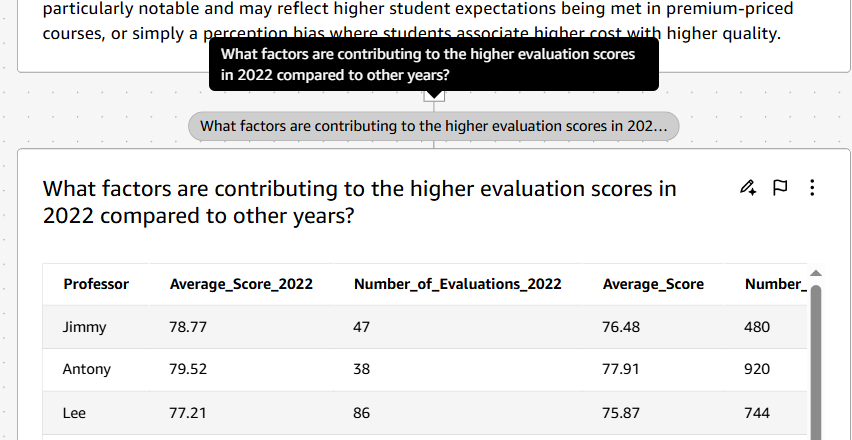 particularly notable and may reflect higher student expectations being met in premium-priced
courses, or simply a perception bias where students associate higher cost with higher quality.
What factors are contributing to the higher evaluation scores
in 2022 compared to other years?
What factors are contributing to the higher evaluation scores in 202...
What factors are contributing to the higher evaluation scores in
2022 compared to other years?
Professor Average_Score_2022 Number_of_Evaluations_2022 Average_Score Number_
Jimmy 78.77 47 76.48 480
Antony 79.52 38 77.91 920
Lee 77.21 86 75.87 744